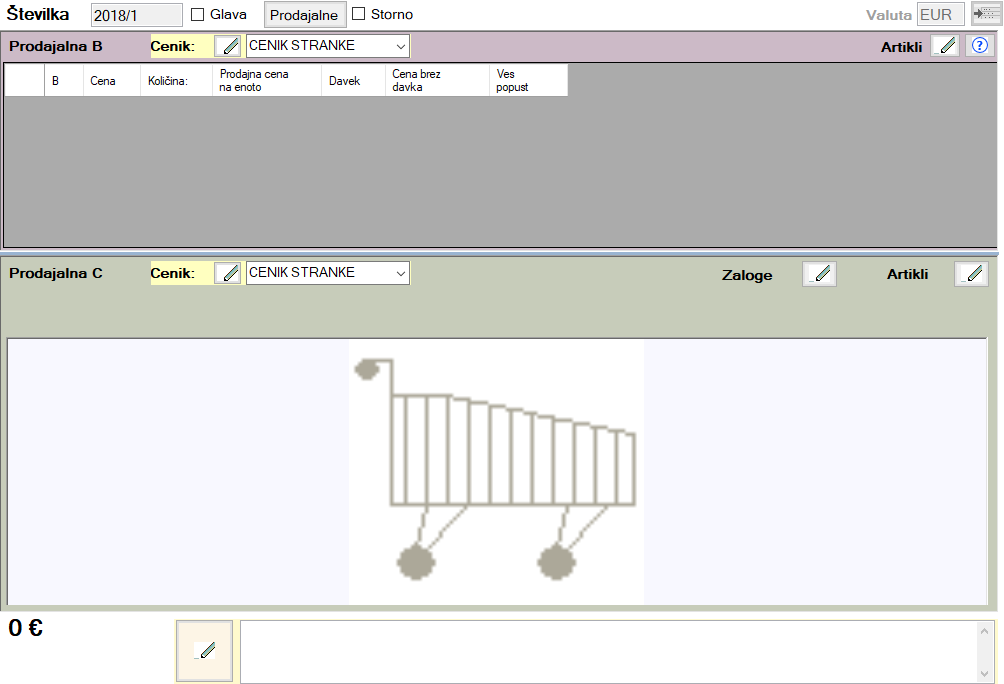 Številka 2018/1 Glava Prodajalne Storno Valuta EUR
Prodajalna B Cenik: CENIK STRANKE Artikli ?
B Cena Količina: Prodajna cena Davek Cena brez Ves
na enoto davka popust
Prodajalna C Cenik: CENIK STRANKE Zaloge Artikli
0 €